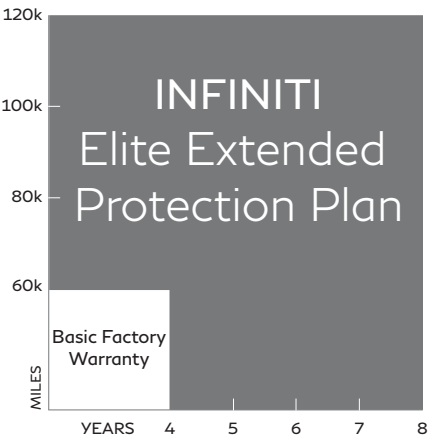 120k
INFINITI
100k
Elite Extended
80k
Protection Plan
60k
Basic Factory
Warranty
MILES
YEARS 4 5 6 7 8